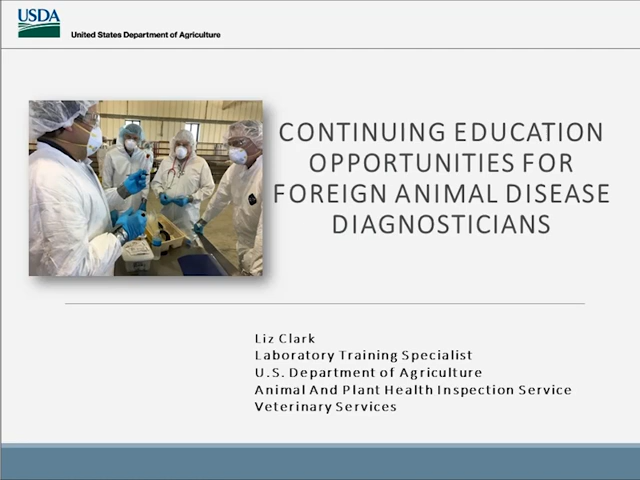 USDA
United States Department of Agriculture
CONTINUING EDUCATION
OPPORTUNITIES FOR
FOREIGN ANIMAL DISEASE
DIAGNOSTICIANS
Liz Clark
Laboratory Training Specialist
U.S. Department of Agriculture
Animal And Plant Health Inspection Service
Veterinary Services